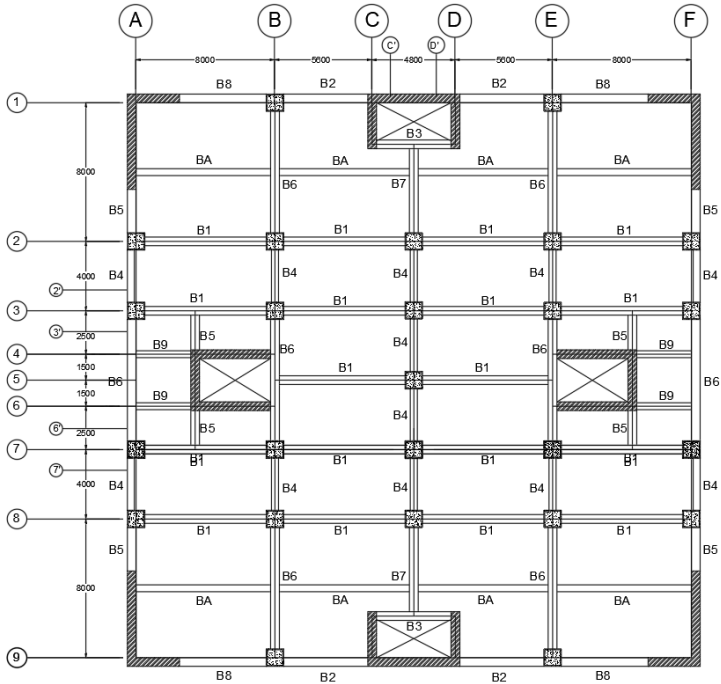 A B C D E F
C' D'
8000 5600 4800 5600 8000
B8 B2 B2 B8
1
B3
BA BA BA BA
8000 B6 B7 B6
B5 B5
B1 B1 B1 B1
2
4000 B4 B4 B4 B4 B4
2'
B1 B1 B1 B1
3
3' 2500 B5 B4 B5
B9 B6 B6 B9
4
1500 B1 B1
5 B6 B6
1500 B9 B9
6
6' 2500 B5 B4 B5
7
B1 B1 B1 B1
7'
4000 B4 B4 B4 B4 B4
8
B1 B1 B1 B1
B5 B5
8000 B6 B7 B6
BA BA BA BA
B3
9
B8 B2 B2 B8